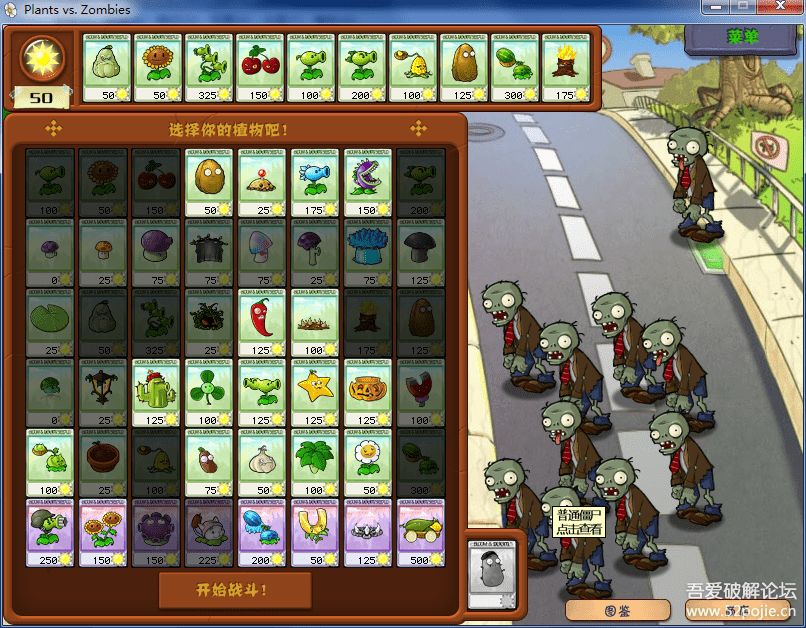 Plants vs. Zombies
菜单
50
50 50 325 150 100 200 100 125 300 175
选择你的植物吧!
100 50 150 50 25 175 150 200
0 25 75 75 75 25 75 125
25 50 325 25 125 100 175 125
0 25 125 100 125 125 125 100
100 25 100 75 50 100 50 300
250 150 150 225 200 50 125 500
普通僵尸
点击查看
开始战斗!
图鉴
吾爱破解论坛
www.52pojie.cn